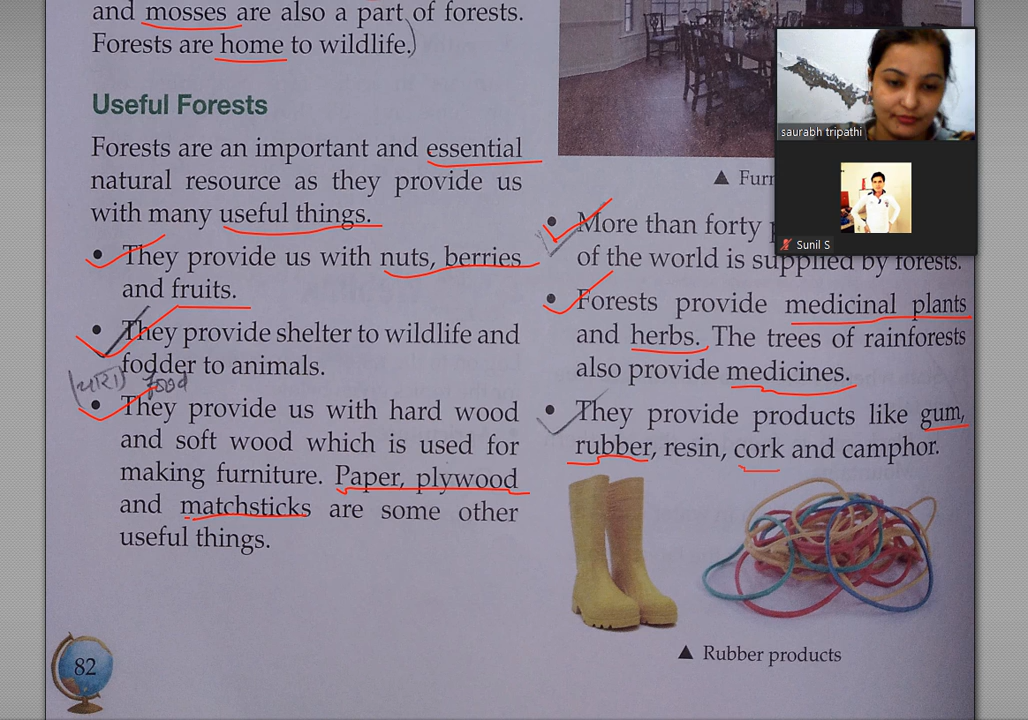 and mosses are also a part of forests.
Forests are home to wildlife.)
Useful Forests
Forests are an important and essential
natural resource as they provide us
with many useful things.
• They provide us with nuts, berries
and fruits.
• They provide shelter to wildlife and
fodder to animals.
(चारा) food
• They provide us with hard wood
and soft wood which is used for
making furniture. Paper, plywood
and matchsticks are some other
useful things.
82
▲ Furn
• More than forty p
of the world is supplied by forests.
• Forests provide medicinal plants
and herbs. The trees of rainforests
also provide medicines.
• They provide products like gum,
rubber, resin, cork and camphor.
▲ Rubber products
saurabh tripathi
Sunil S